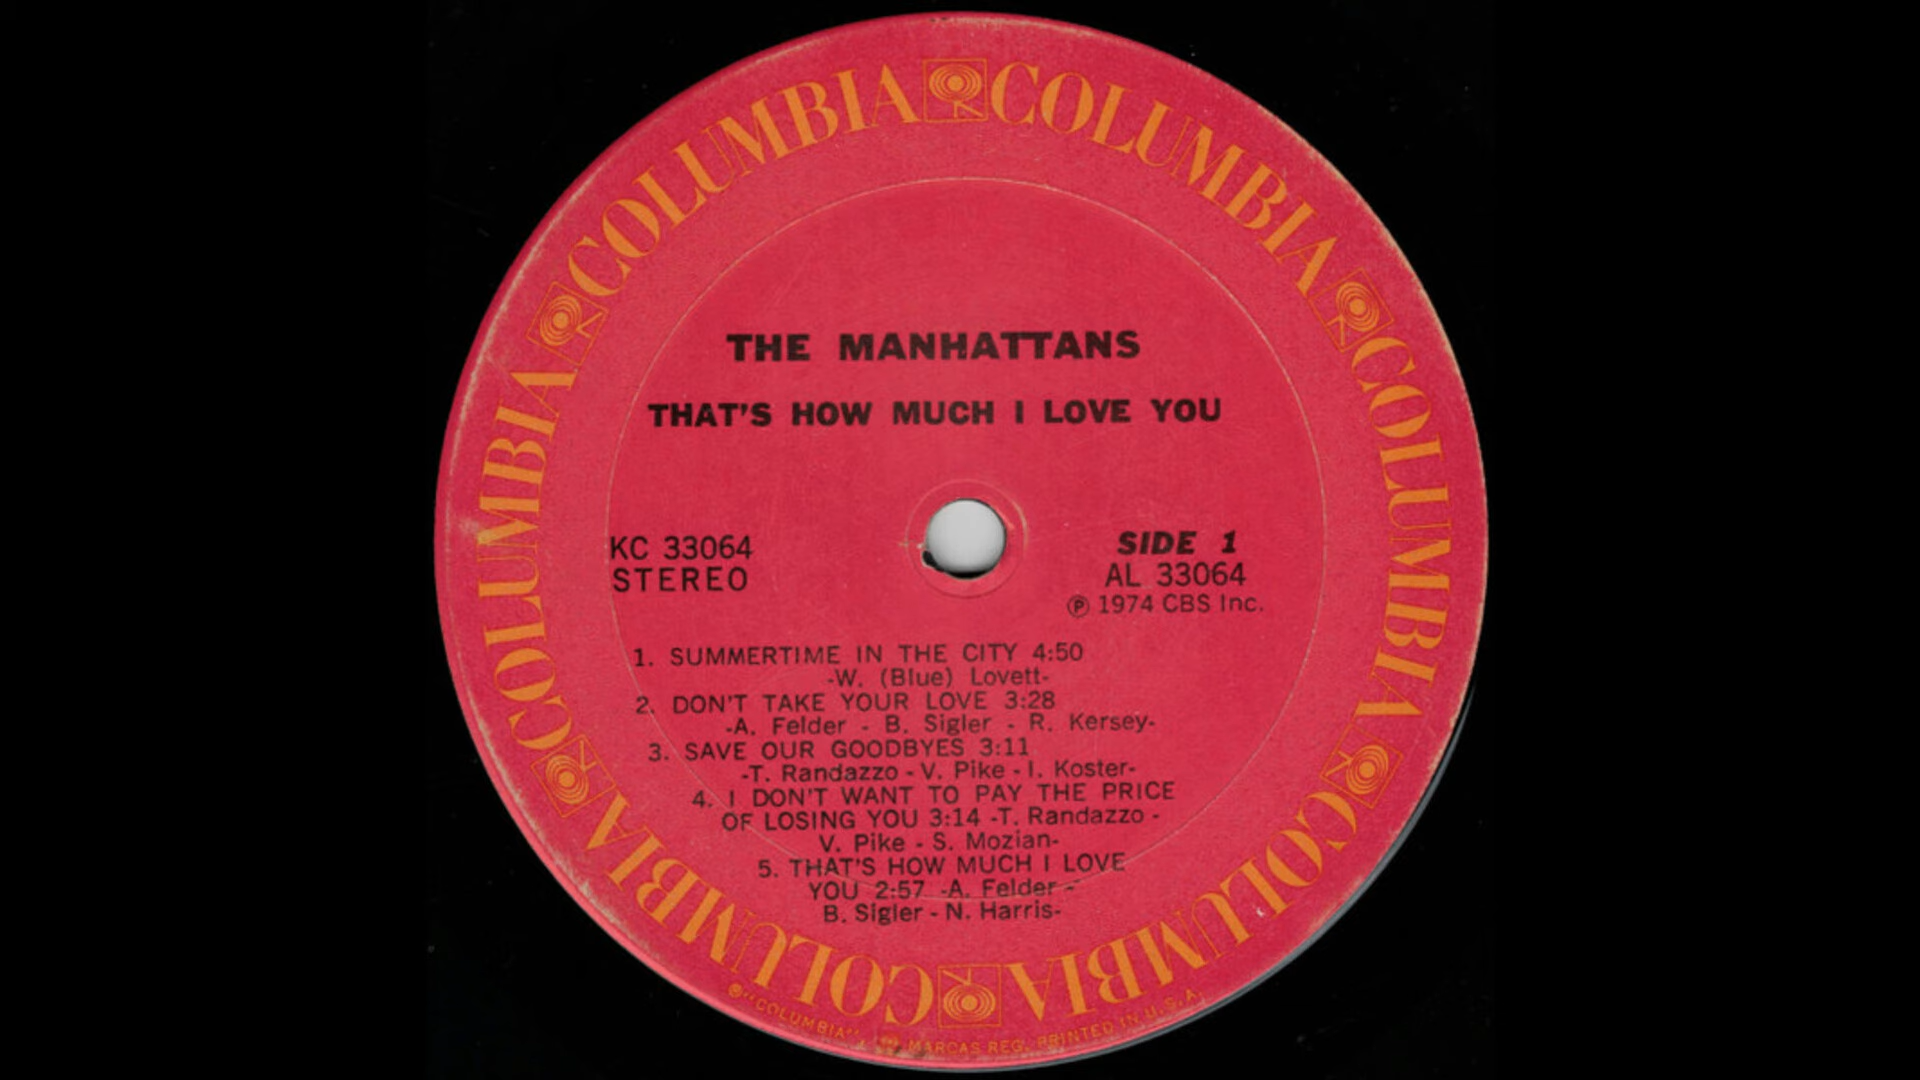 COLUMBIA COLUMBIA COLUMBIA COLUMBIA COLUMBIA COLUMBIA
THE MANHATTANS
THAT'S HOW MUCH I LOVE YOU
KC 33064
STEREO
SIDE 1
AL 33064
Ⓟ 1974 CBS Inc.
1. SUMMERTIME IN THE CITY 4:50
-W. (Blue) Lovett-
2. DON'T TAKE YOUR LOVE 3:28
-A. Felder - B. Sigler - R. Kersey-
3. SAVE OUR GOODBYES 3:11
-T. Randazzo - V. Pike - I. Koster-
4. I DON'T WANT TO PAY THE PRICE
OF LOSING YOU 3:14 -T. Randazzo -
V. Pike - S. Mozian-
5. THAT'S HOW MUCH I LOVE
YOU 2:57 -A. Felder -
B. Sigler - N. Harris-
®"COLUMBIA" MARCAS REG. PRINTED IN U.S.A.